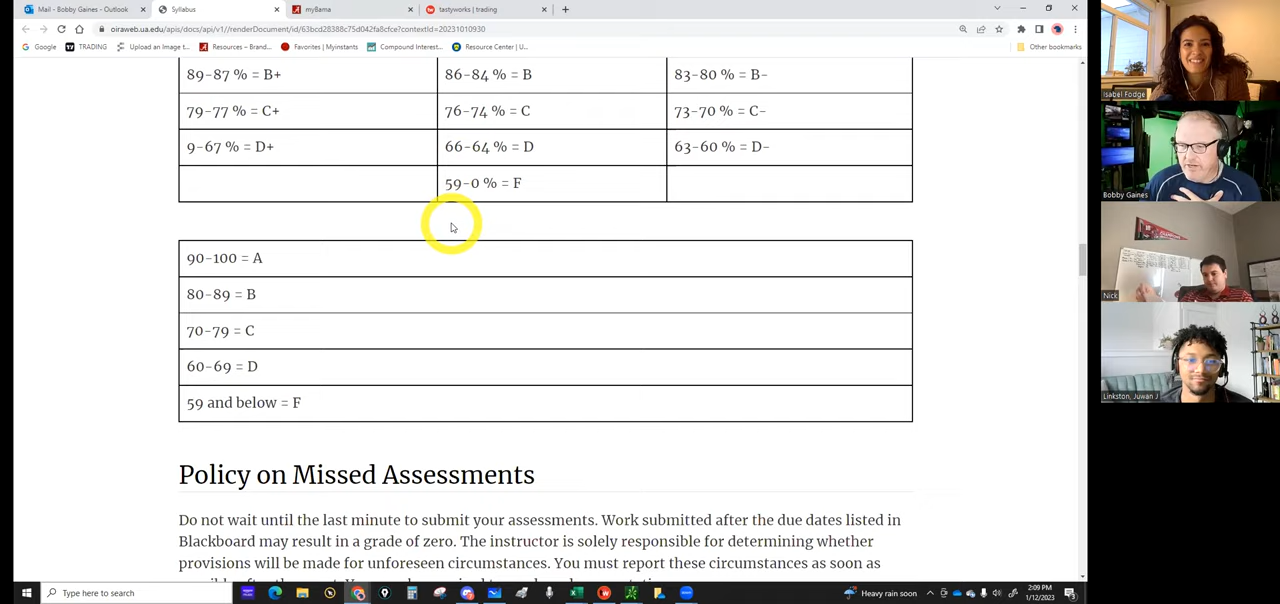 Mail - Bobby Gaines - Outlook
Syllabus
myBama
tastyworks | trading
oiraweb.ua.edu/apis/docs/api/v1//renderDocument/id/63bcd28388c75d042fa8cfce?contextId=20231010930
Google
TRADING
Upload an Image t...
Resources – Brand...
Favorites | Myinstants
Compound Interest...
Resource Center | U...
Other bookmarks
89-87 % = B+
86-84 % = B
83-80 % = B-
79-77 % = C+
76-74 % = C
73-70 % = C-
9-67 % = D+
66-64 % = D
63-60 % = D-
59-0 % = F
90-100 = A
80-89 = B
70-79 = C
60-69 = D
59 and below = F
Policy on Missed Assessments
Do not wait until the last minute to submit your assessments. Work submitted after the due dates listed in
Blackboard may result in a grade of zero. The instructor is solely responsible for determining whether
provisions will be made for unforeseen circumstances. You must report these circumstances as soon as
Isabel Fodge
Bobby Gaines
Nick
Linkston, Juwan J
Type here to search
Heavy rain soon
2:09 PM
1/12/2023